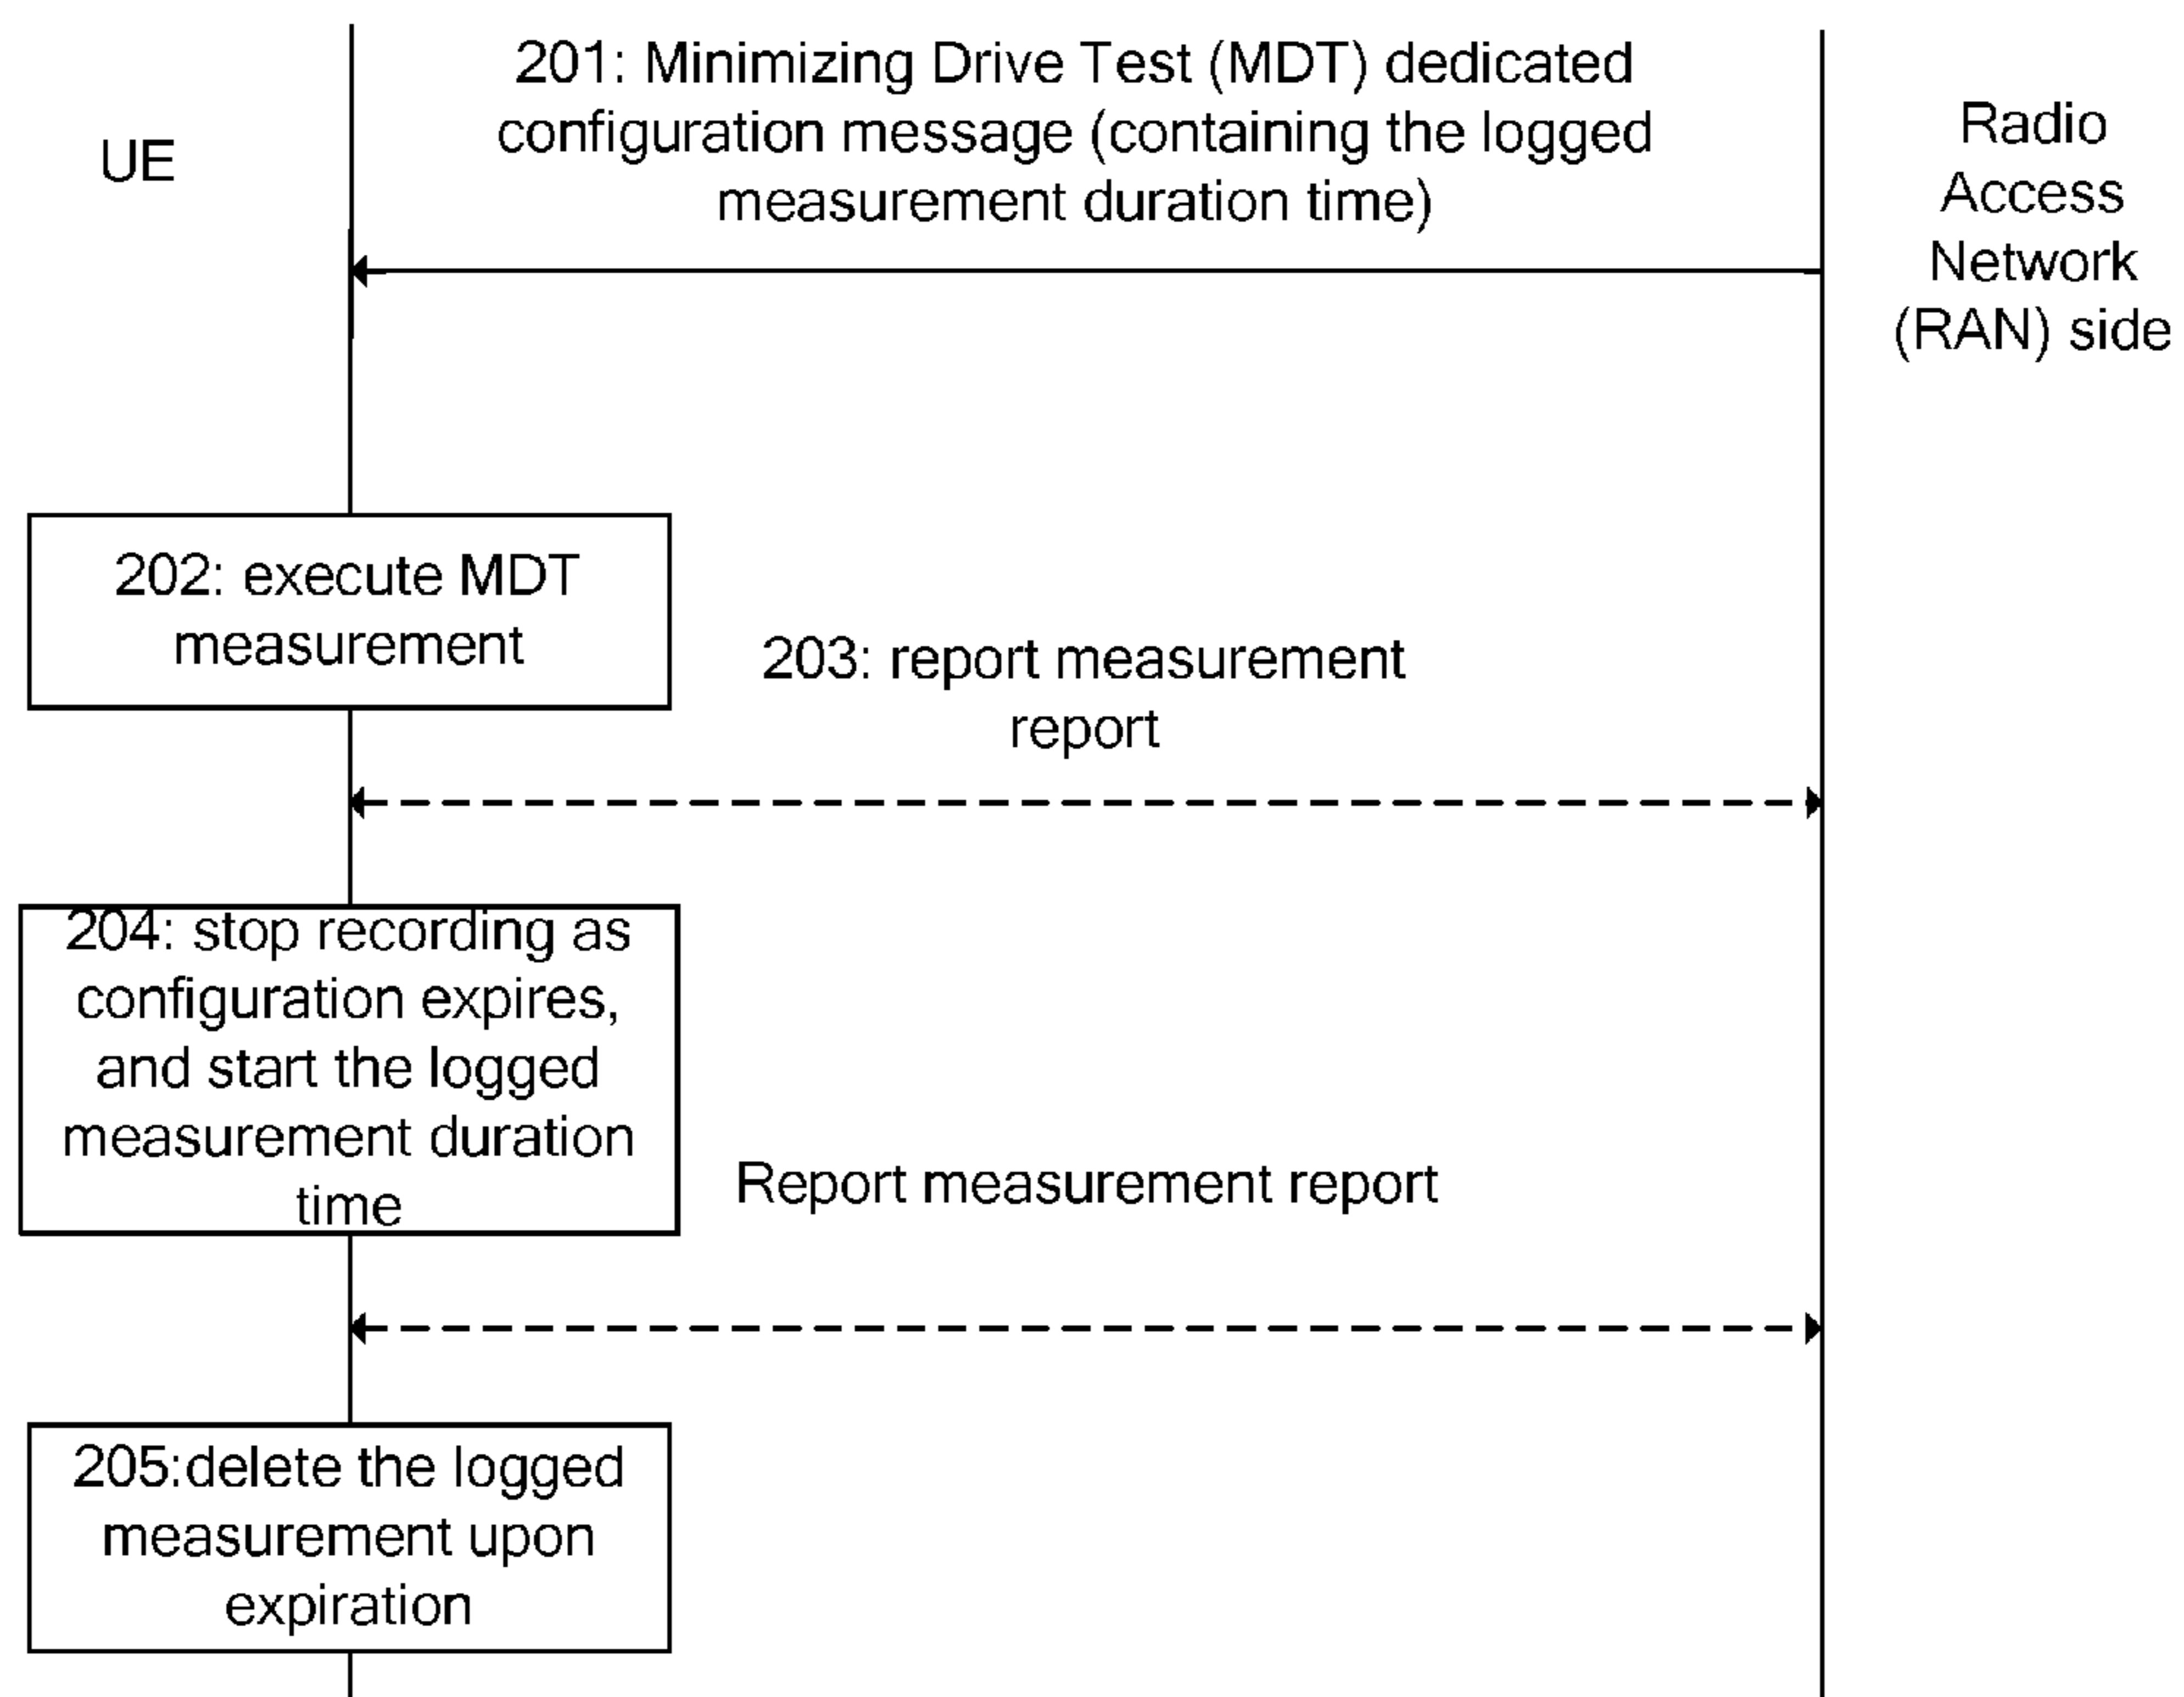 UE
201: Minimizing Drive Test (MDT) dedicated
configuration message (containing the logged
measurement duration time)
Radio
Access
Network
(RAN) side
202: execute MDT
measurement
203: report measurement
report
204: stop recording as
configuration expires,
and start the logged
measurement duration
time
Report measurement report
205:delete the logged
measurement upon
expiration